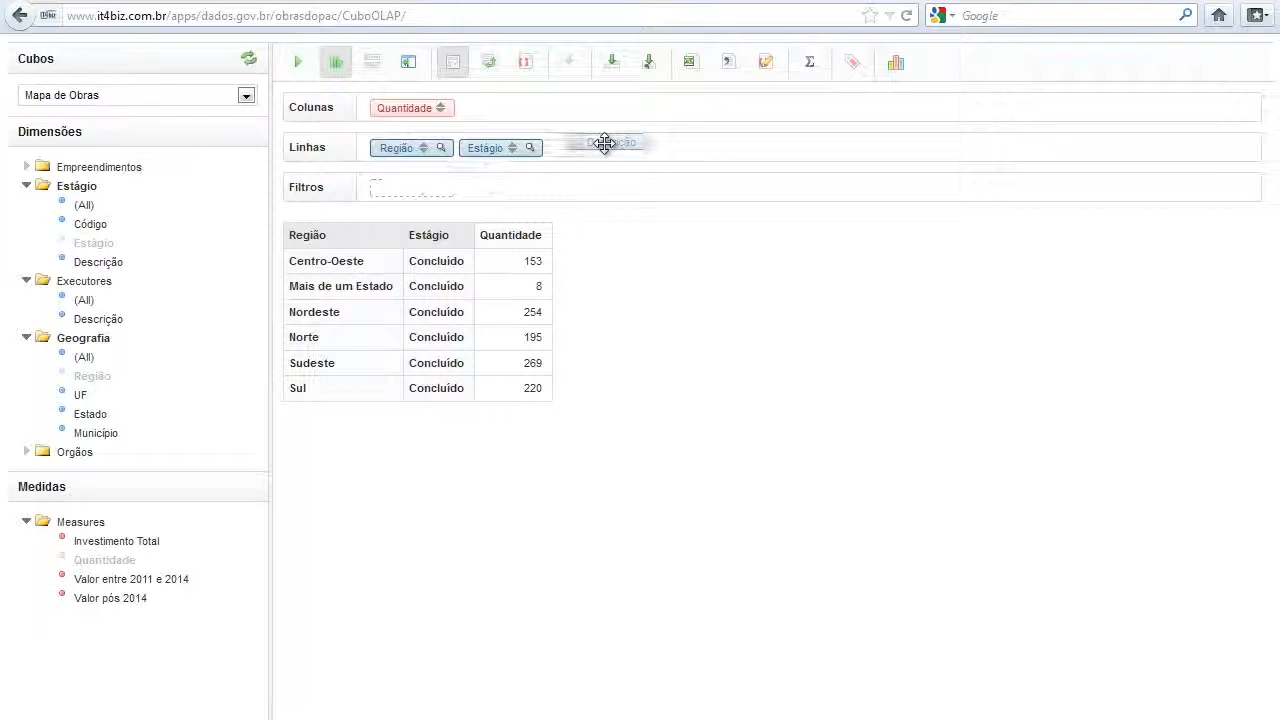 www.it4biz.com.br/apps/dados.gov.br/obrasdopac/CuboOLAP/
Google
Cubos
Mapa de Obras
Dimensões
Empreendimentos
Estágio
(All)
Código
Estágio
Descrição
Executores
(All)
Descrição
Geografia
(All)
Região
UF
Estado
Município
Orgãos
Medidas
Measures
Investimento Total
Quantidade
Valor entre 2011 e 2014
Valor pós 2014
Colunas Quantidade
Linhas Região Estágio
Filtros
Região Estágio Quantidade
Centro-Oeste Concluído 153
Mais de um Estado Concluído 8
Nordeste Concluído 254
Norte Concluído 195
Sudeste Concluído 269
Sul Concluído 220